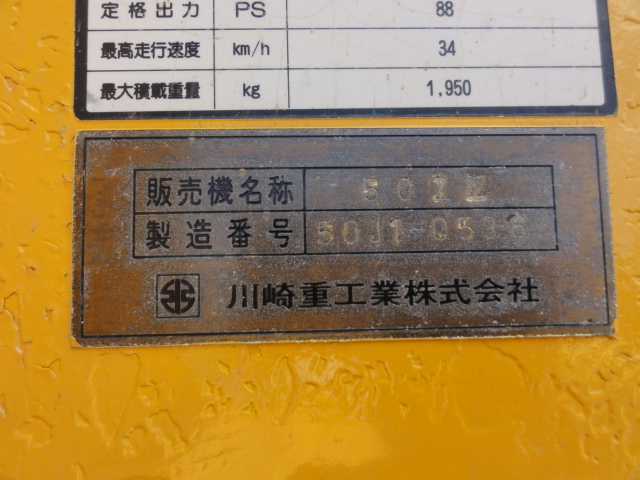 定格出力 PS 88
最高走行速度 km/h 34
最大積載重量 kg 1,950
販売機名称
製造番号 50J1-0536
川崎重工業株式会社